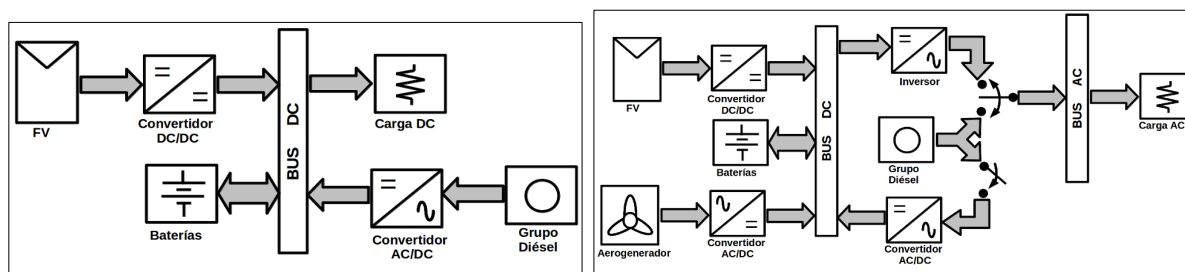 FV
Convertidor
DC/DC
BUS DC
Carga DC
Baterías
Convertidor
AC/DC
Grupo
Diésel
FV
Convertidor
DC/DC
BUS DC
Inversor
BUS AC
Carga AC
Baterías
Grupo
Diésel
Aerogenerador
Convertidor
AC/DC
Convertidor
AC/DC